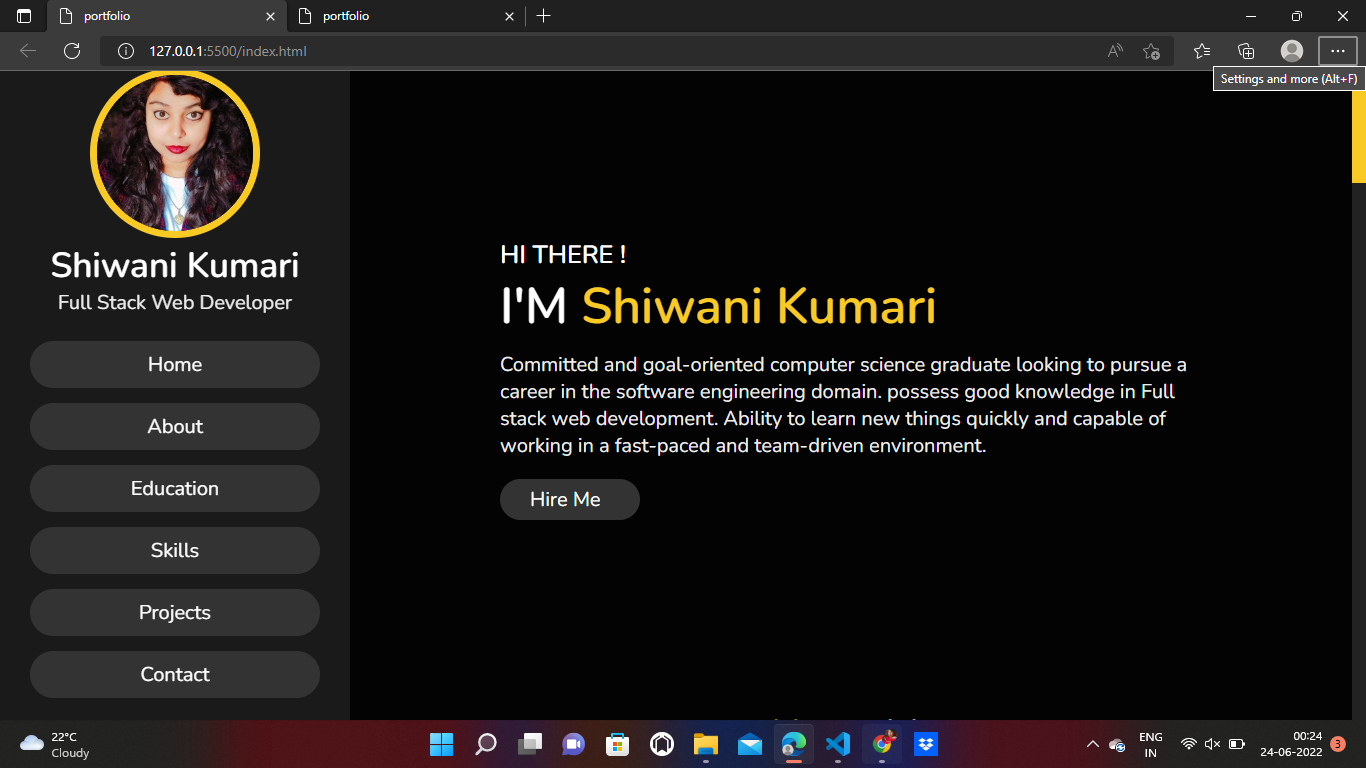 portfolio
portfolio
127.0.0.1:5500/index.html
Settings and more (Alt+F)
Shiwani Kumari
Full Stack Web Developer
Home
About
Education
Skills
Projects
Contact
HI THERE !
I'M Shiwani Kumari
Committed and goal-oriented computer science graduate looking to pursue a
career in the software engineering domain. possess good knowledge in Full
stack web development. Ability to learn new things quickly and capable of
working in a fast-paced and team-driven environment.
Hire Me
22°C
Cloudy
ENG
IN
00:24
24-06-2022
3